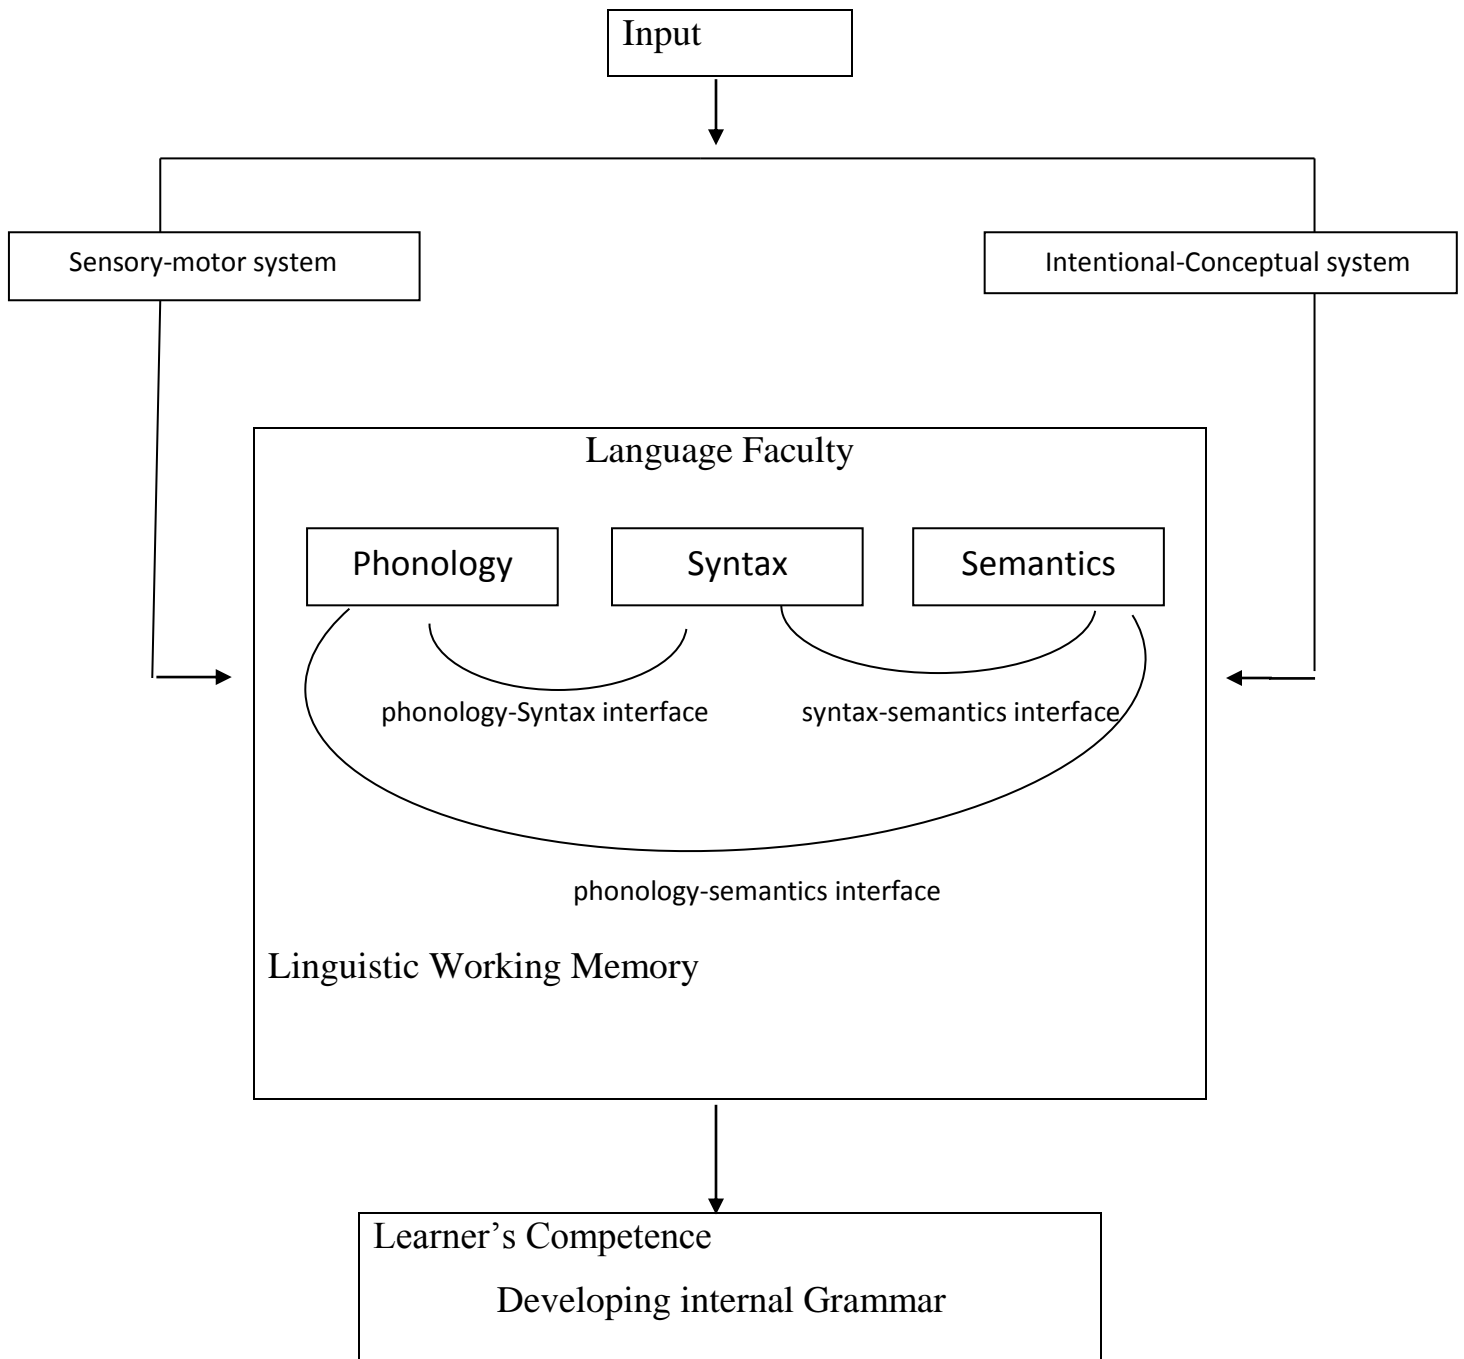 Input
Sensory-motor system
Intentional-Conceptual system
Language Faculty
Phonology
Syntax
Semantics
phonology-Syntax interface
syntax-semantics interface
phonology-semantics interface
Linguistic Working Memory
Learner’s Competence
Developing internal Grammar